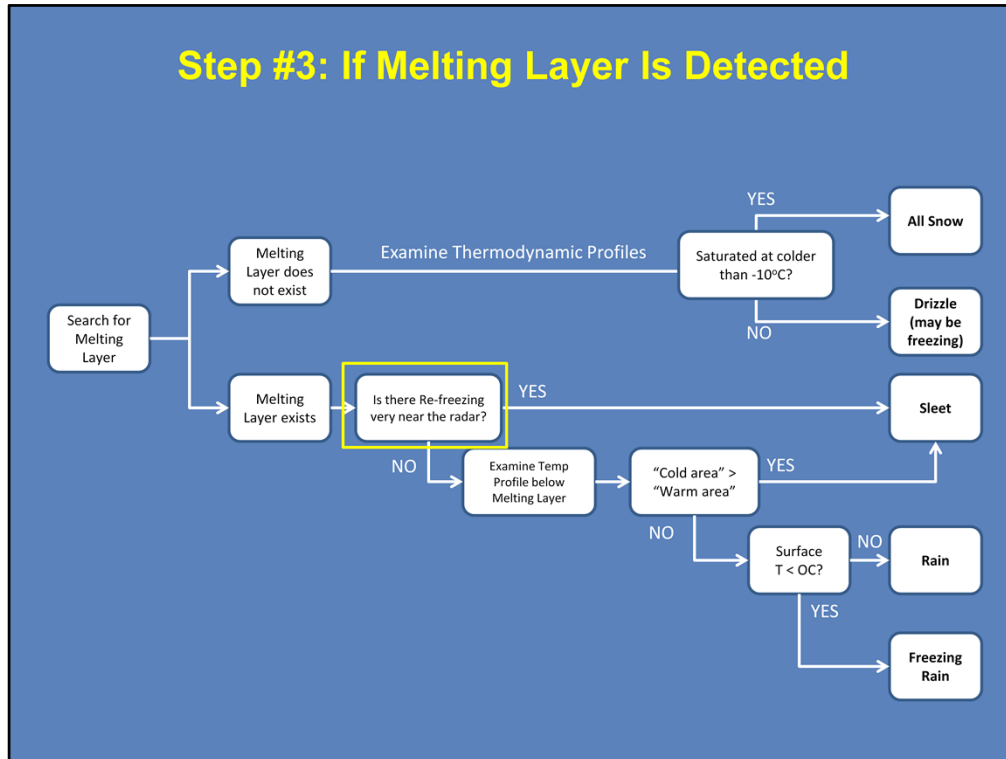 Step #3: If Melting Layer Is Detected
Search for
Melting
Layer
Melting
Layer does
not exist
Examine Thermodynamic Profiles
Saturated at colder
than -10°C?
YES
All Snow
NO
Drizzle
(may be
freezing)
Melting
Layer exists
Is there Re-freezing
very near the radar?
YES
Sleet
NO
Examine Temp
Profile below
Melting Layer
“Cold area” >
“Warm area”
YES
NO
Surface
T < OC?
NO
Rain
YES
Freezing
Rain